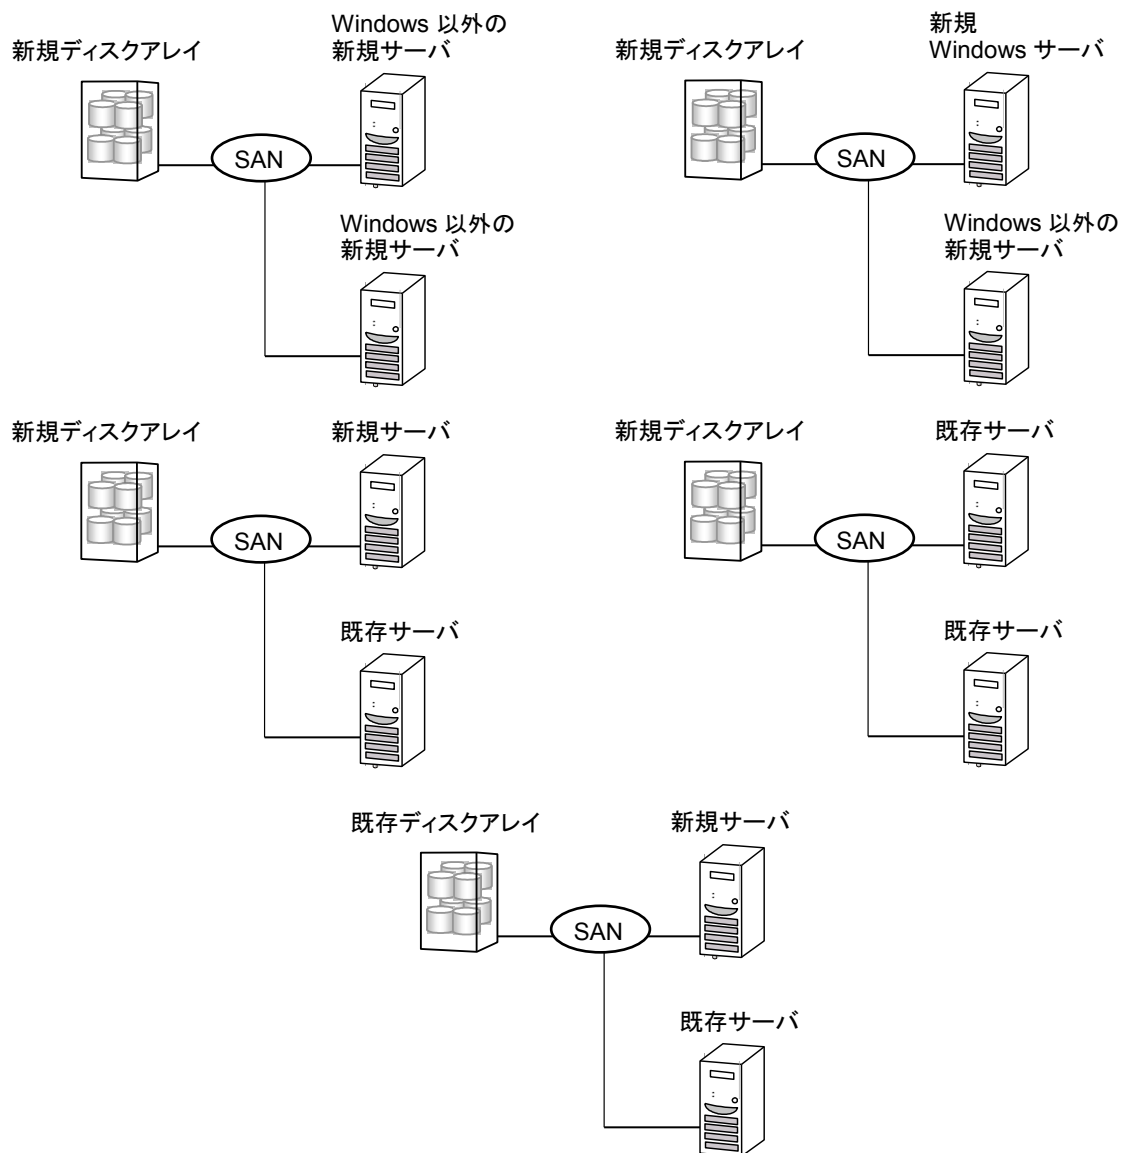 新規ディスクアレイ
Windows 以外の
新規サーバ
SAN
Windows 以外の
新規サーバ
新規ディスクアレイ
新規
Windows サーバ
SAN
Windows 以外の
新規サーバ
新規ディスクアレイ
新規サーバ
SAN
既存サーバ
新規ディスクアレイ
既存サーバ
SAN
既存サーバ
既存ディスクアレイ
新規サーバ
SAN
既存サーバ